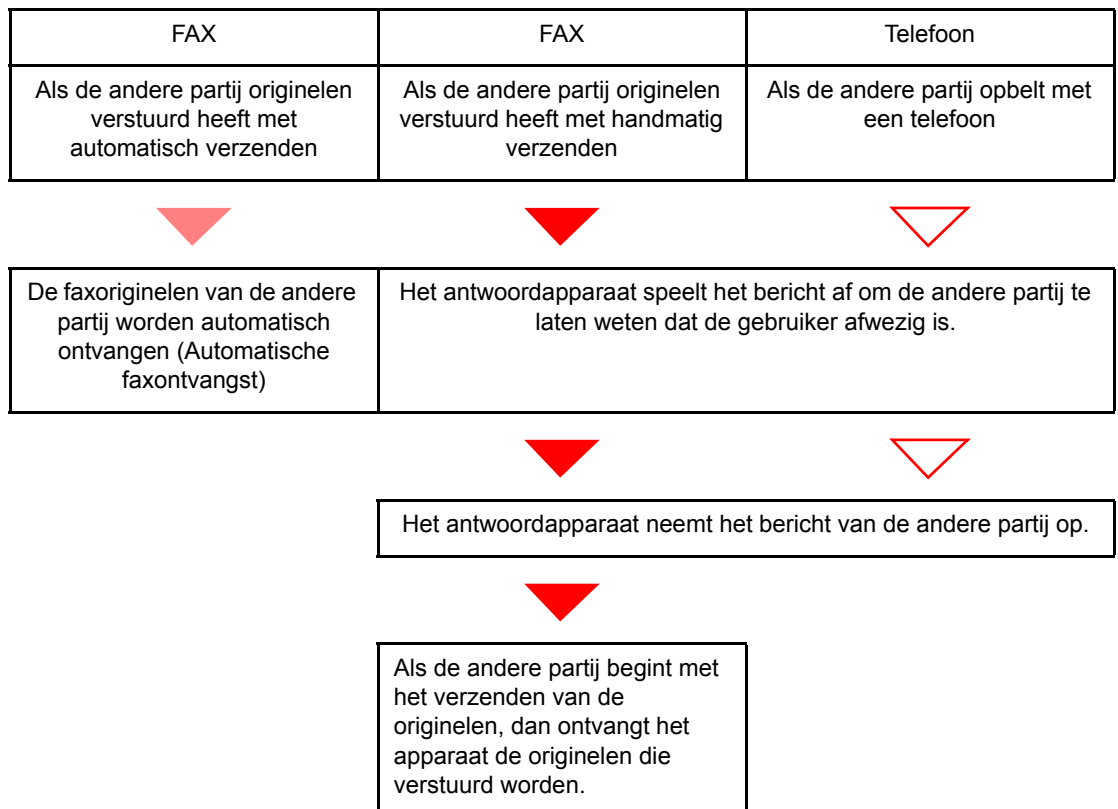 FAX
FAX
Telefoon
Als de andere partij originelen
verstuurd heeft met
automatisch verzenden
Als de andere partij originelen
verstuurd heeft met handmatig
verzenden
Als de andere partij opbelt met
een telefoon
De faxoriginelen van de andere
partij worden automatisch
ontvangen (Automatische
faxontvangst)
Het antwoordapparaat speelt het bericht af om de andere partij te
laten weten dat de gebruiker afwezig is.
Het antwoordapparaat neemt het bericht van de andere partij op.
Als de andere partij begint met
het verzenden van de
originelen, dan ontvangt het
apparaat de originelen die
verstuurd worden.